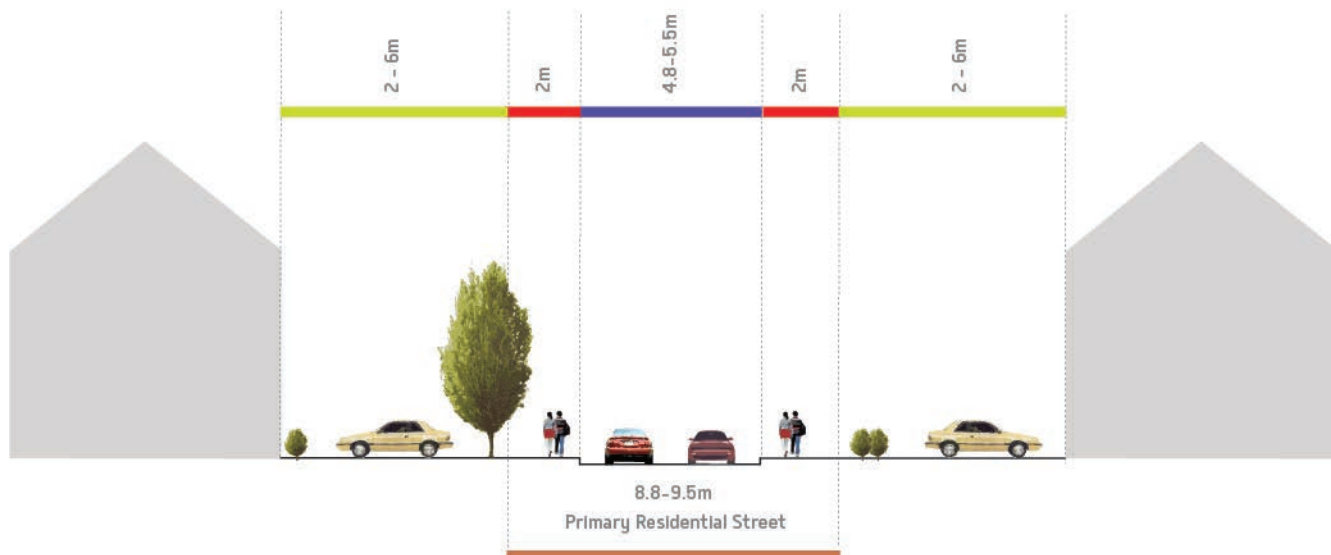 2 - 6m
2m
4.8-5.5m
2m
2 - 6m
8.8-9.5m
Primary Residential Street